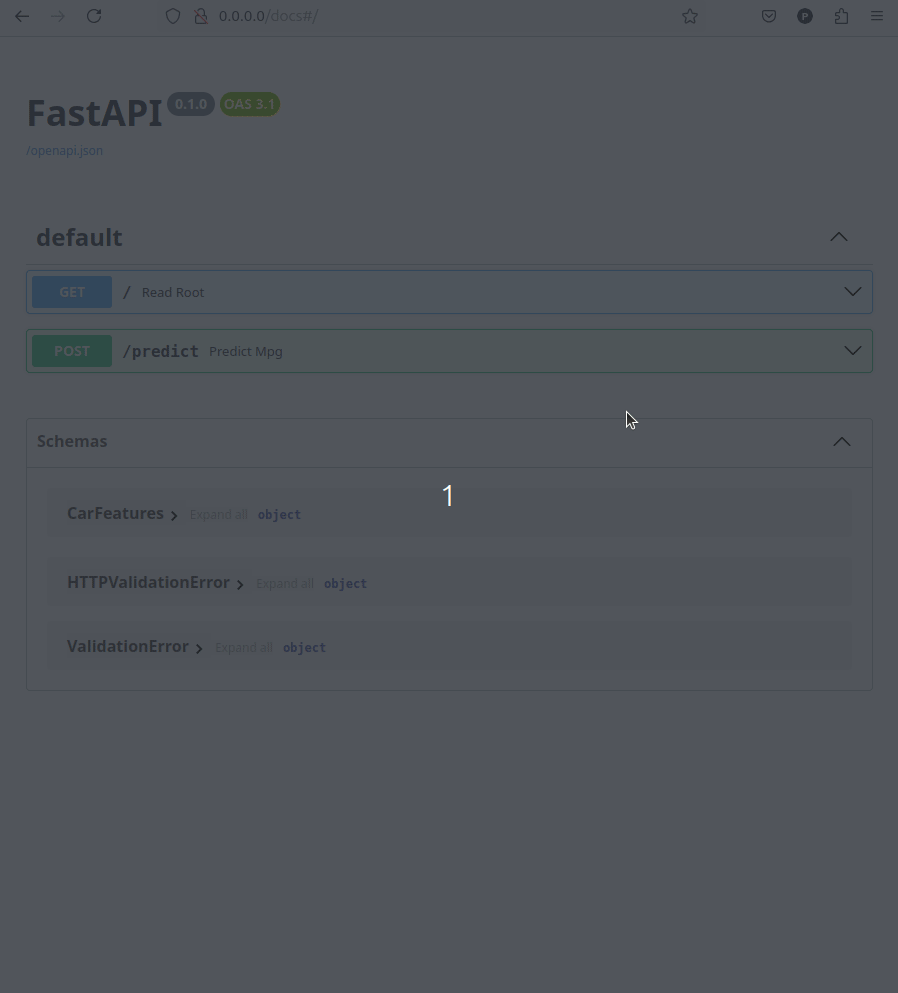 0.0.0.0/docs#/
FastAPI 0.1.0 OAS 3.1
/openapi.json
default
GET / Read Root
POST /predict Predict Mpg
Schemas
1
CarFeatures Expand all object
HTTPValidationError Expand all object
ValidationError Expand all object